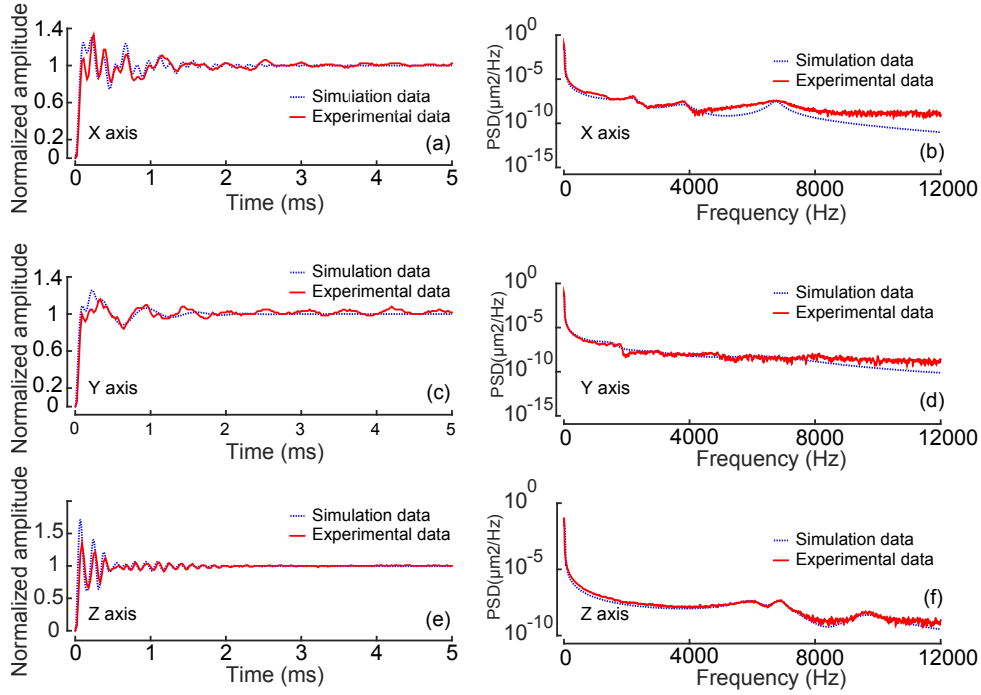 Normalized amplitude
1.4
1
0.6
0
Simulation data
Experimental data
X axis
(a)
0 1 2 3 4 5
Time (ms)
PSD(µm2/Hz)
10^0
10^-5
10^-10
10^-15
Simulation data
Experimental data
X axis
(b)
0 4000 8000 12000
Frequency (Hz)
Normalized amplitude
1.4
1
0.6
0.2
0
Simulation data
Experimental data
Y axis
(c)
0 1 2 3 4 5
Time (ms)
PSD(µm2/Hz)
10^0
10^-5
10^-10
10^-15
Simulation data
Experimental data
Y axis
(d)
0 4000 8000 12000
Frequency (Hz)
Normalized amplitude
1.5
1
0.5
0
Simulation data
Experimental data
Z axis
(e)
0 1 2 3 4 5
Time (ms)
PSD(µm2/Hz)
10^0
10^-5
10^-10
Simulation data
Experimental data
Z axis
(f)
0 4000 8000 12000
Frequency (Hz)